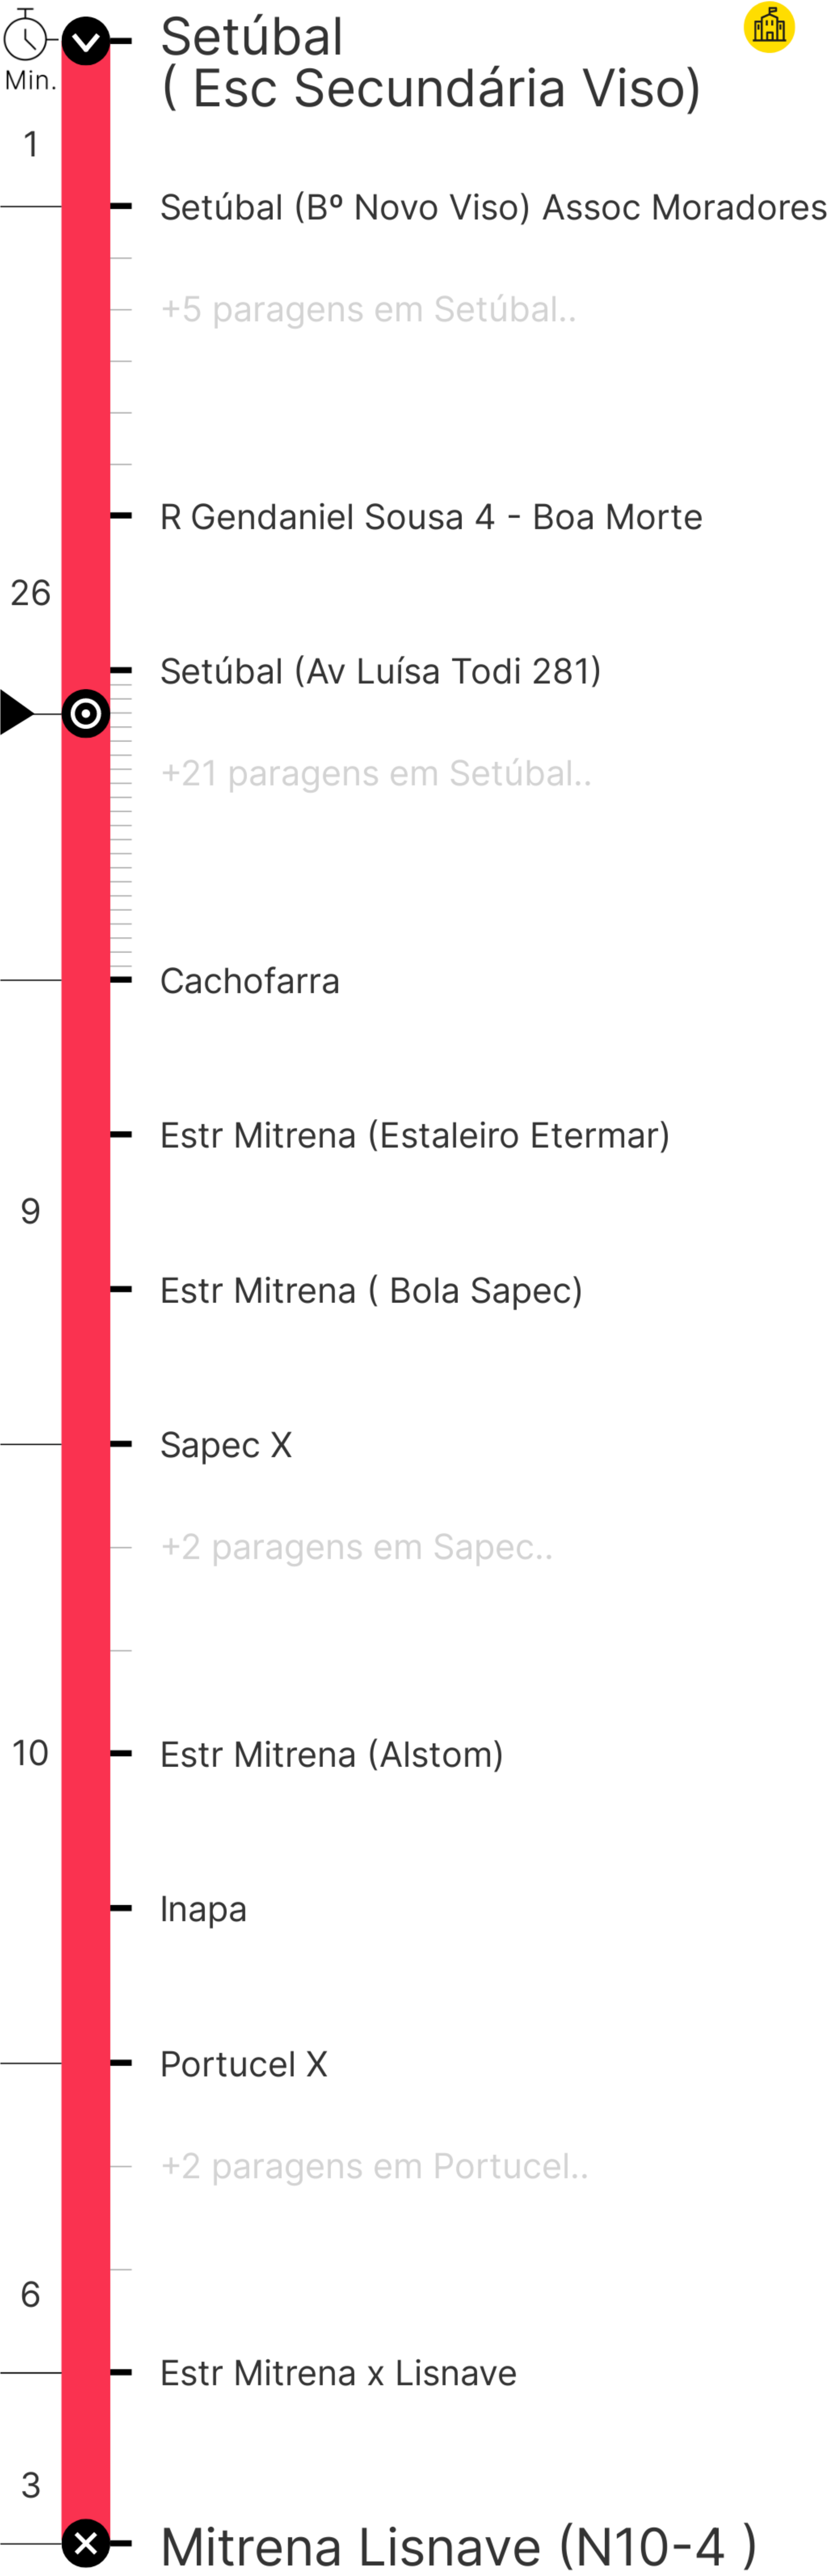 Setúbal
( Esc Secundária Viso)
Min.
1
Setúbal (Bº Novo Viso) Assoc Moradores
+5 paragens em Setúbal..
R Gendaniel Sousa 4 - Boa Morte
26
Setúbal (Av Luísa Todi 281)
+21 paragens em Setúbal..
Cachofarra
Estr Mitrena (Estaleiro Etermar)
9
Estr Mitrena ( Bola Sapec)
Sapec X
+2 paragens em Sapec..
10
Estr Mitrena (Alstom)
Inapa
Portucel X
+2 paragens em Portucel..
6
Estr Mitrena x Lisnave
3
Mitrena Lisnave (N10-4 )